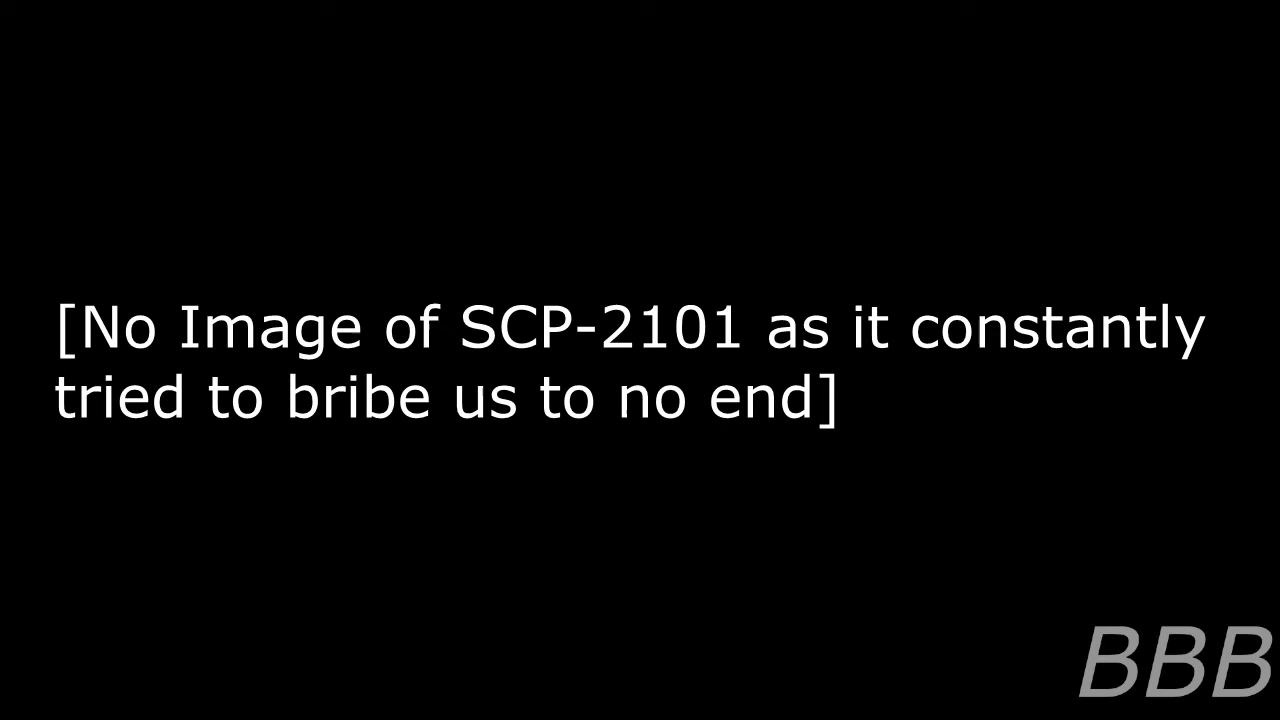 [No Image of SCP-2101 as it constantly
tried to bribe us to no end]
BBB